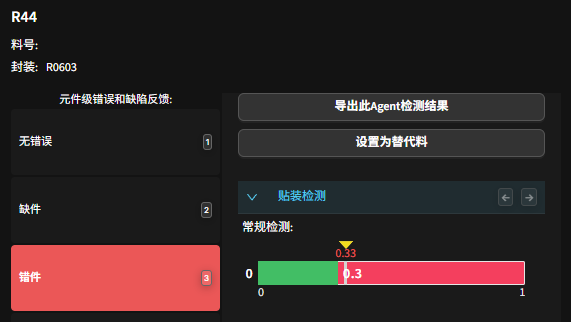 R44
料号:
封装: R0603
元件级错误和缺陷反馈:
无错误 1
缺件 2
错件 3
导出此Agent检测结果
设置为替代料
贴装检测
常规检测:
0.33
0 0.3
0 1